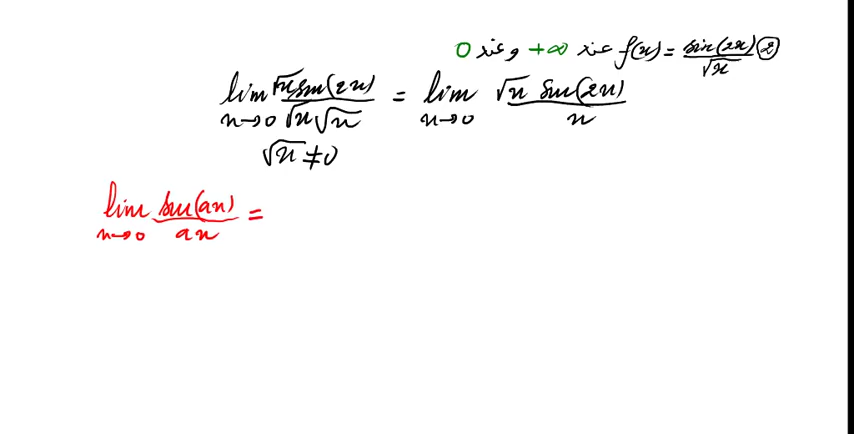 ② f(x) = sin(2x)/√x عند +∞ وعند 0
lim x→0 √x sin(2x)/√x√x = lim x→0 √x sin(2x)/x
√x ≠ 0
lim x→0 sin(ax)/ax =